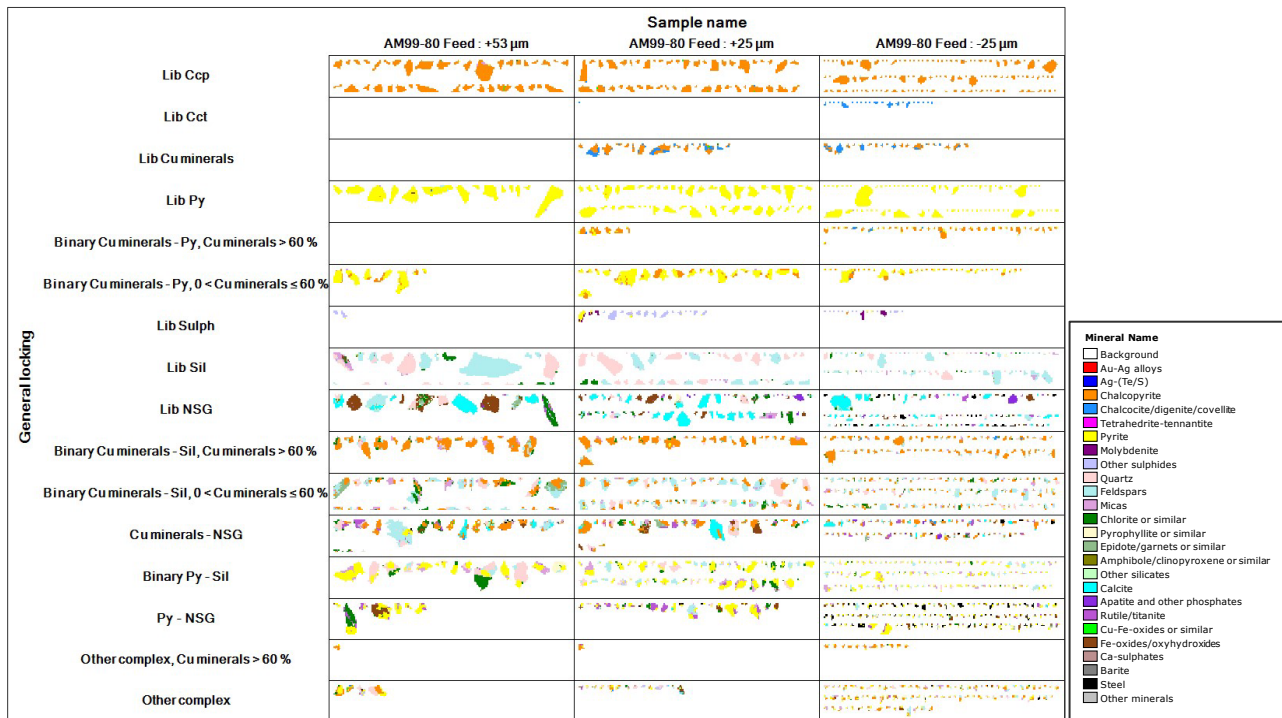 Sample name
AM99-80 Feed : +53 µm
AM99-80 Feed : +25 µm
AM99-80 Feed : -25 µm
General locking
Lib Ccp
Lib Cct
Lib Cu minerals
Lib Py
Binary Cu minerals - Py, Cu minerals > 60 %
Binary Cu minerals - Py, 0 < Cu minerals ≤ 60 %
Lib Sulph
Lib Sil
Lib NSG
Binary Cu minerals - Sil, Cu minerals > 60%
Binary Cu minerals - Sil, 0 < Cu minerals ≤ 60%
Cu minerals - NSG
Binary Py - Sil
Py - NSG
Other complex, Cu minerals > 60 %
Other complex
Mineral Name
Background
Au-Ag alloys
Ag-(Te/S)
Chalcopyrite
Chalcocite/digenite/covellite
Tetrahedrite-tennantite
Pyrite
Molybdenite
Other sulphides
Quartz
Feldspars
Micas
Chlorite or similar
Pyrophyllite or similar
Epidote/garnets or similar
Amphibole/clinopyroxene or similar
Other silicates
Calcite
Apatite and other phosphates
Rutile/titanite
Cu-Fe-oxides or similar
Fe-oxides/oxyhydroxides
Ca-sulphates
Barite
Steel
Other minerals